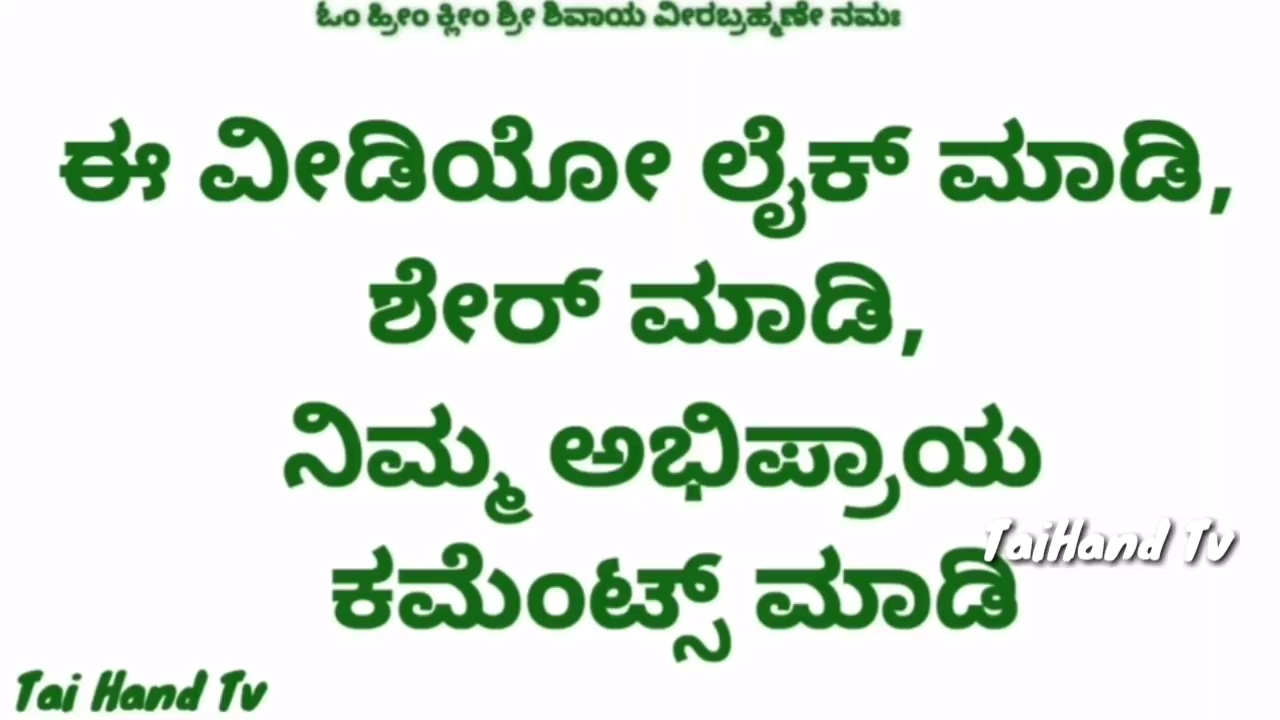 ಓಂ ಹ್ರೀಂ ಕ್ಲೀಂ ಶ್ರೀ ಶಿವಾಯ ವೀರಬ್ರಹ್ಮಣೇ ನಮಃ
ಈ ವೀಡಿಯೋ ಲೈಕ್ ಮಾಡಿ,
ಶೇರ್ ಮಾಡಿ,
ನಿಮ್ಮ ಅಭಿಪ್ರಾಯ
TaiHand Tv
ಕಮೆಂಟ್ಸ್ ಮಾಡಿ
Tai Hand Tv